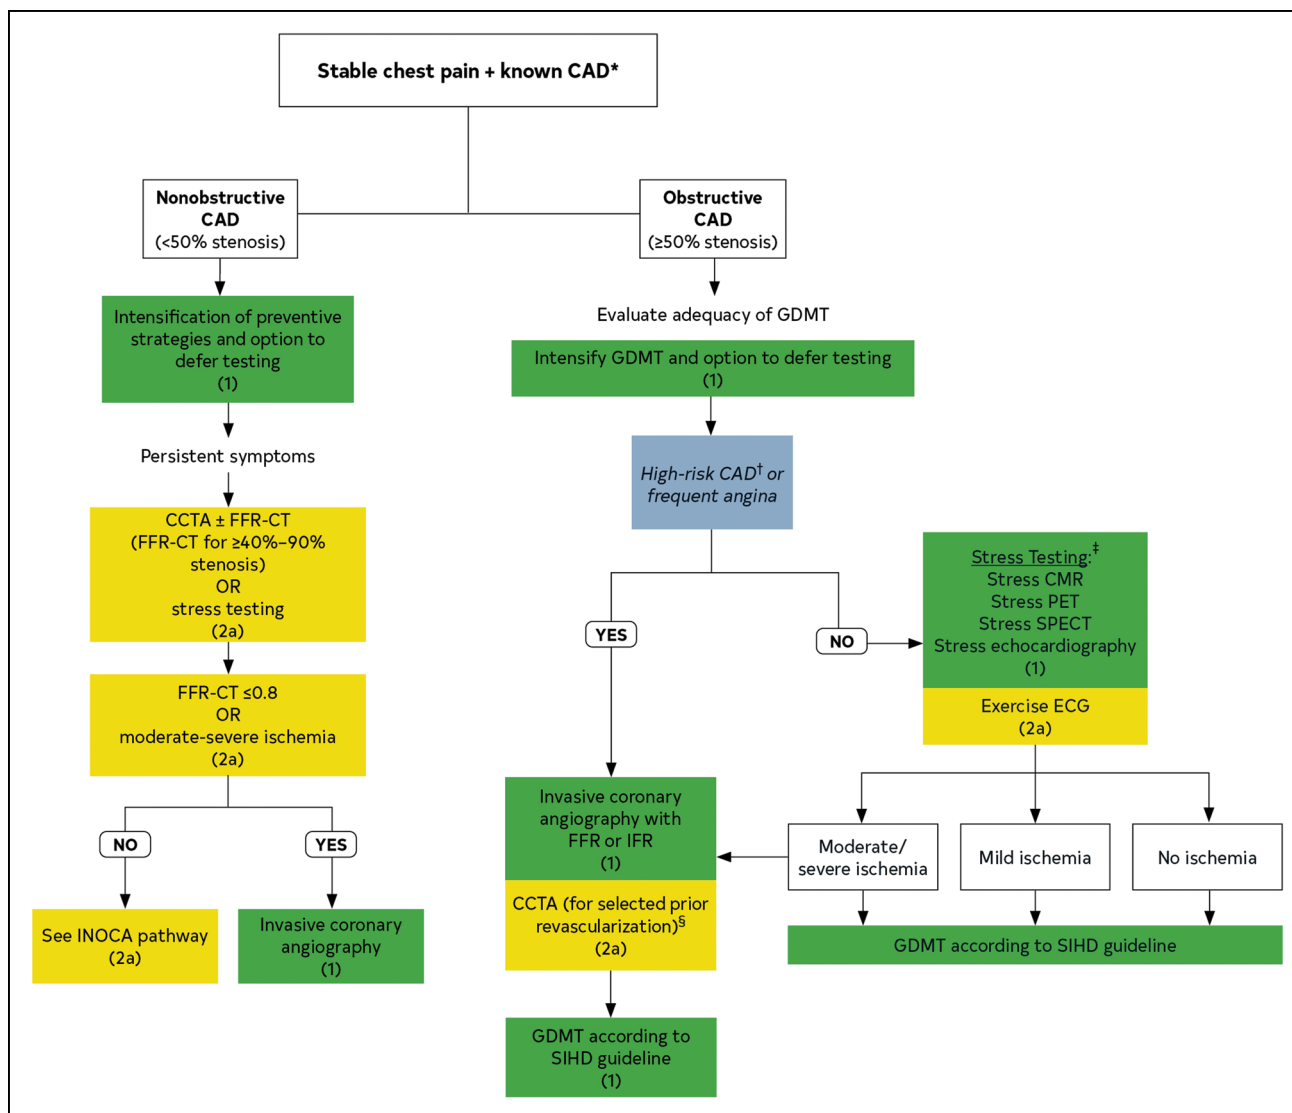 Stable chest pain + known CAD*
Nonobstructive
CAD
(<50% stenosis)
Obstructive
CAD
(≥50% stenosis)
Intensification of preventive
strategies and option to
defer testing
(1)
Persistent symptoms
CCTA ± FFR-CT
(FFR-CT for ≥40%–90%
stenosis)
OR
stress testing
(2a)
FFR-CT ≤0.8
OR
moderate-severe ischemia
(2a)
NO
YES
See INOCA pathway
(2a)
Invasive coronary
angiography
(1)
Evaluate adequacy of GDMT
Intensify GDMT and option to defer testing
(1)
High-risk CAD† or
frequent angina
YES
NO
Stress Testing:‡
Stress CMR
Stress PET
Stress SPECT
Stress echocardiography
(1)
Exercise ECG
(2a)
Invasive coronary
angiography with
FFR or IFR
(1)
CCTA (for selected prior
revascularization)§
(2a)
GDMT according to
SIHD guideline
(1)
Moderate/
severe ischemia
Mild ischemia
No ischemia
GDMT according to SIHD guideline